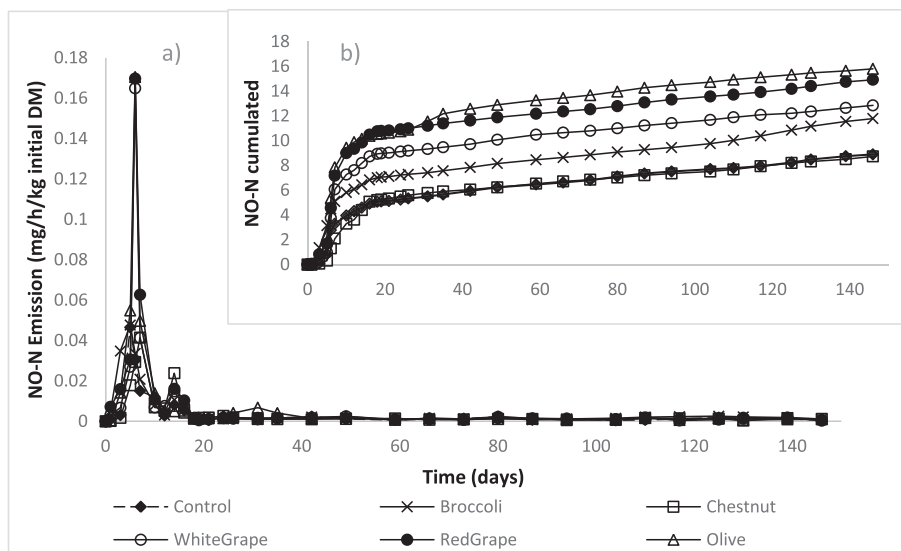 a)
NO-N Emission (mg/h/kg initial DM)
0.18
0.16
0.14
0.12
0.1
0.08
0.06
0.04
0.02
0
0 20 40 60 80 100 120 140
Time (days)
b)
NO-N cumulated
18
16
14
12
10
8
6
4
2
0
0 20 40 60 80 100 120 140
Control Broccoli Chestnut
WhiteGrape RedGrape Olive